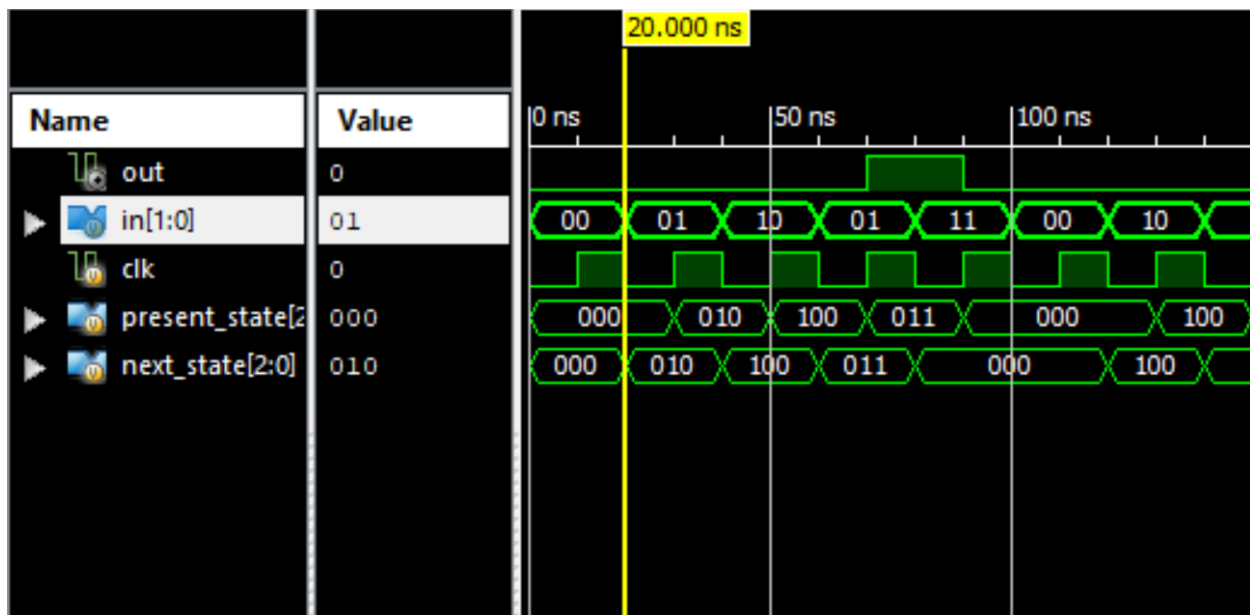 20.000 ns
Name Value 0 ns 50 ns 100 ns
out 0
in[1:0] 01 00 01 10 01 11 00 10
clk 0
present_state[2 000 000 010 100 011 000 100
next_state[2:0] 010 000 010 100 011 000 100